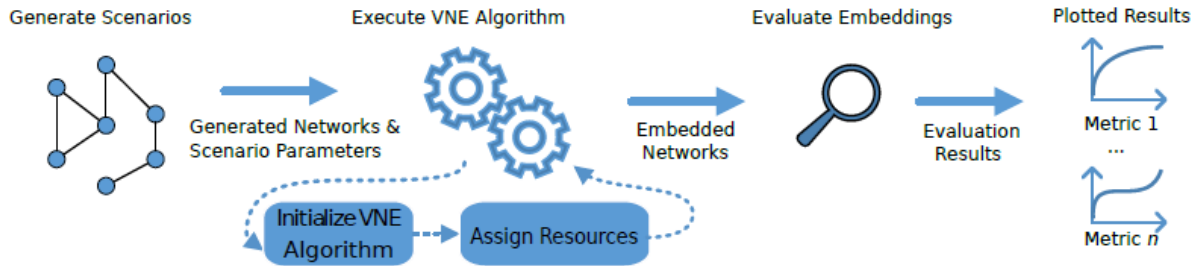 Generate Scenarios
Execute VNE Algorithm
Evaluate Embeddings
Plotted Results
Generated Networks &
Scenario Parameters
Embedded
Networks
Evaluation
Results
Metric 1
...
Metric n
Initialize VNE
Algorithm
Assign Resources